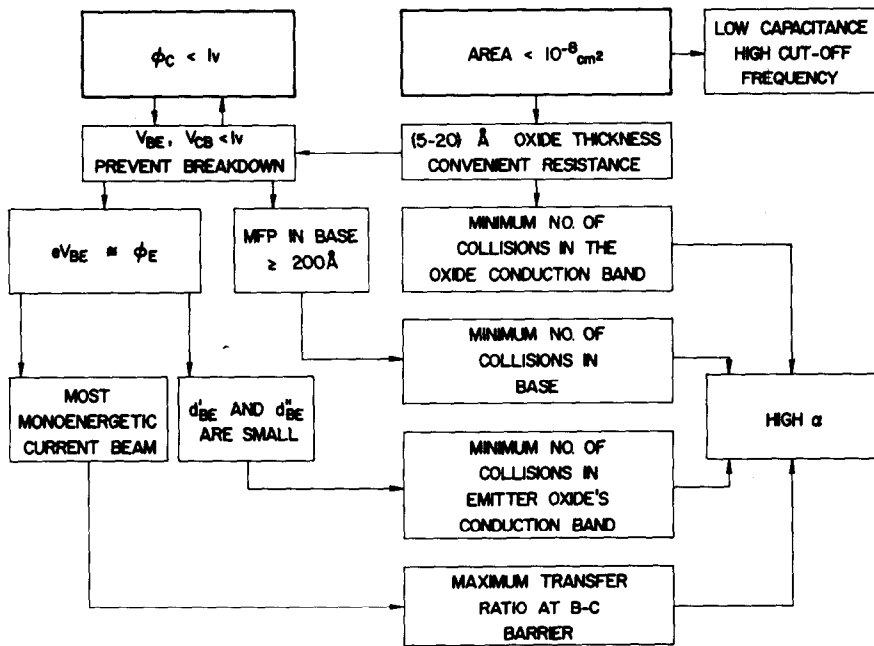 ϕC < 1v
AREA < 10⁻⁸cm²
LOW CAPACITANCE
HIGH CUT-OFF
FREQUENCY
VBE, VCB < 1v
PREVENT BREAKDOWN
(5-20) Å OXIDE THICKNESS
CONVENIENT RESISTANCE
eVBE ≅ ϕE
MFP IN BASE
≥ 200Å
MINIMUM NO. OF
COLLISIONS IN THE
OXIDE CONDUCTION BAND
MINIMUM NO. OF
COLLISIONS IN
BASE
MOST
MONOENERGETIC
CURRENT BEAM
d'BE AND d"BE
ARE SMALL
HIGH α
MINIMUM NO. OF
COLLISIONS IN
EMITTER OXIDE'S
CONDUCTION BAND
MAXIMUM TRANSFER
RATIO AT B-C
BARRIER